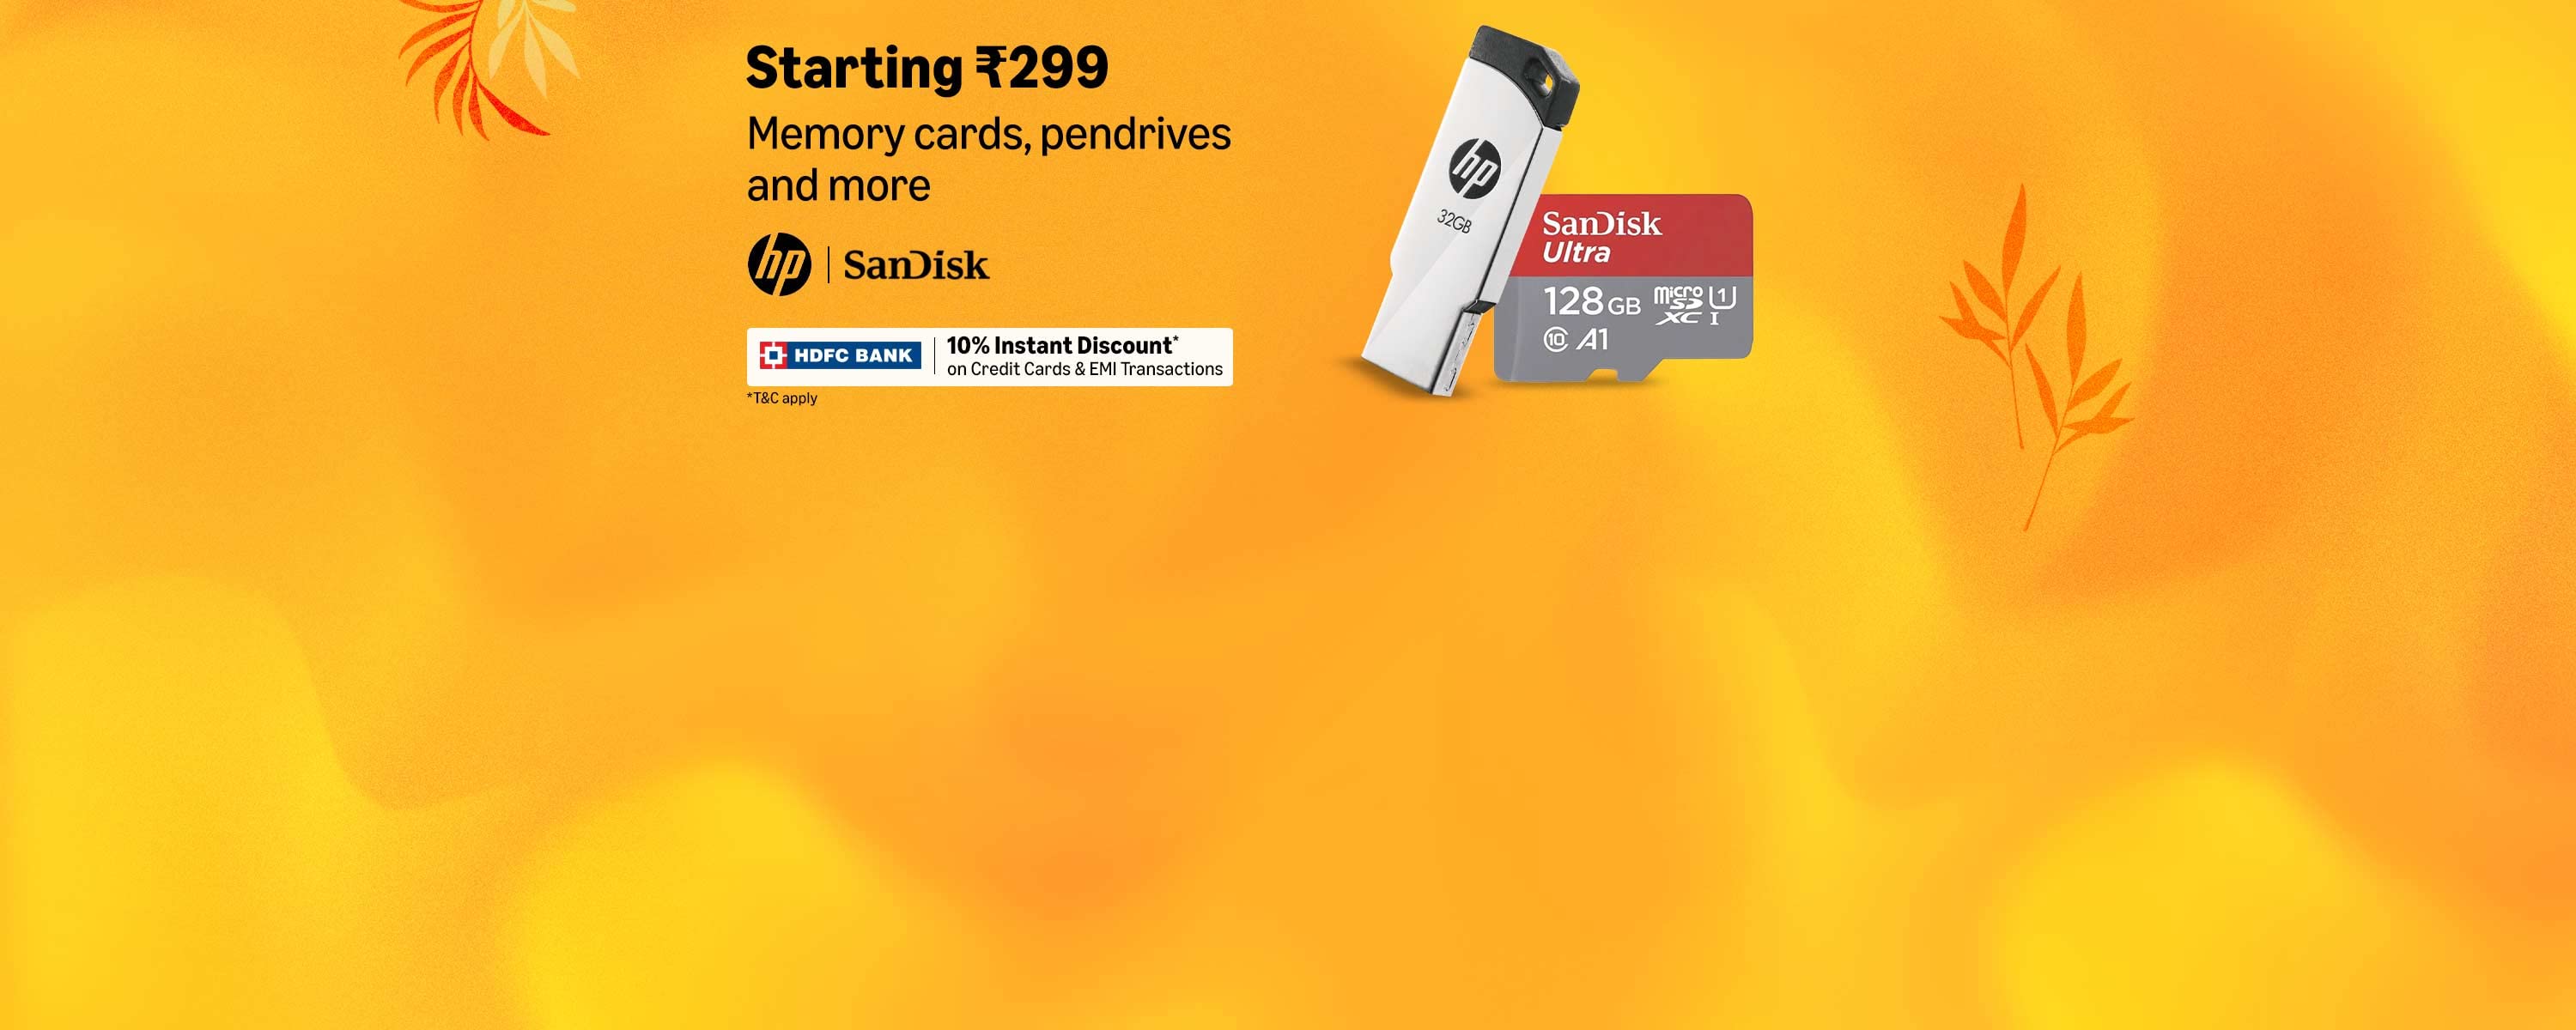 Starting ₹299
Memory cards, pendrives
and more
hp | SanDisk
HDFC BANK
10% Instant Discount*
on Credit Cards & EMI Transactions
*T&C apply
hp
32GB
SanDisk
Ultra
128 GB micro SD XC I U1
10 A1